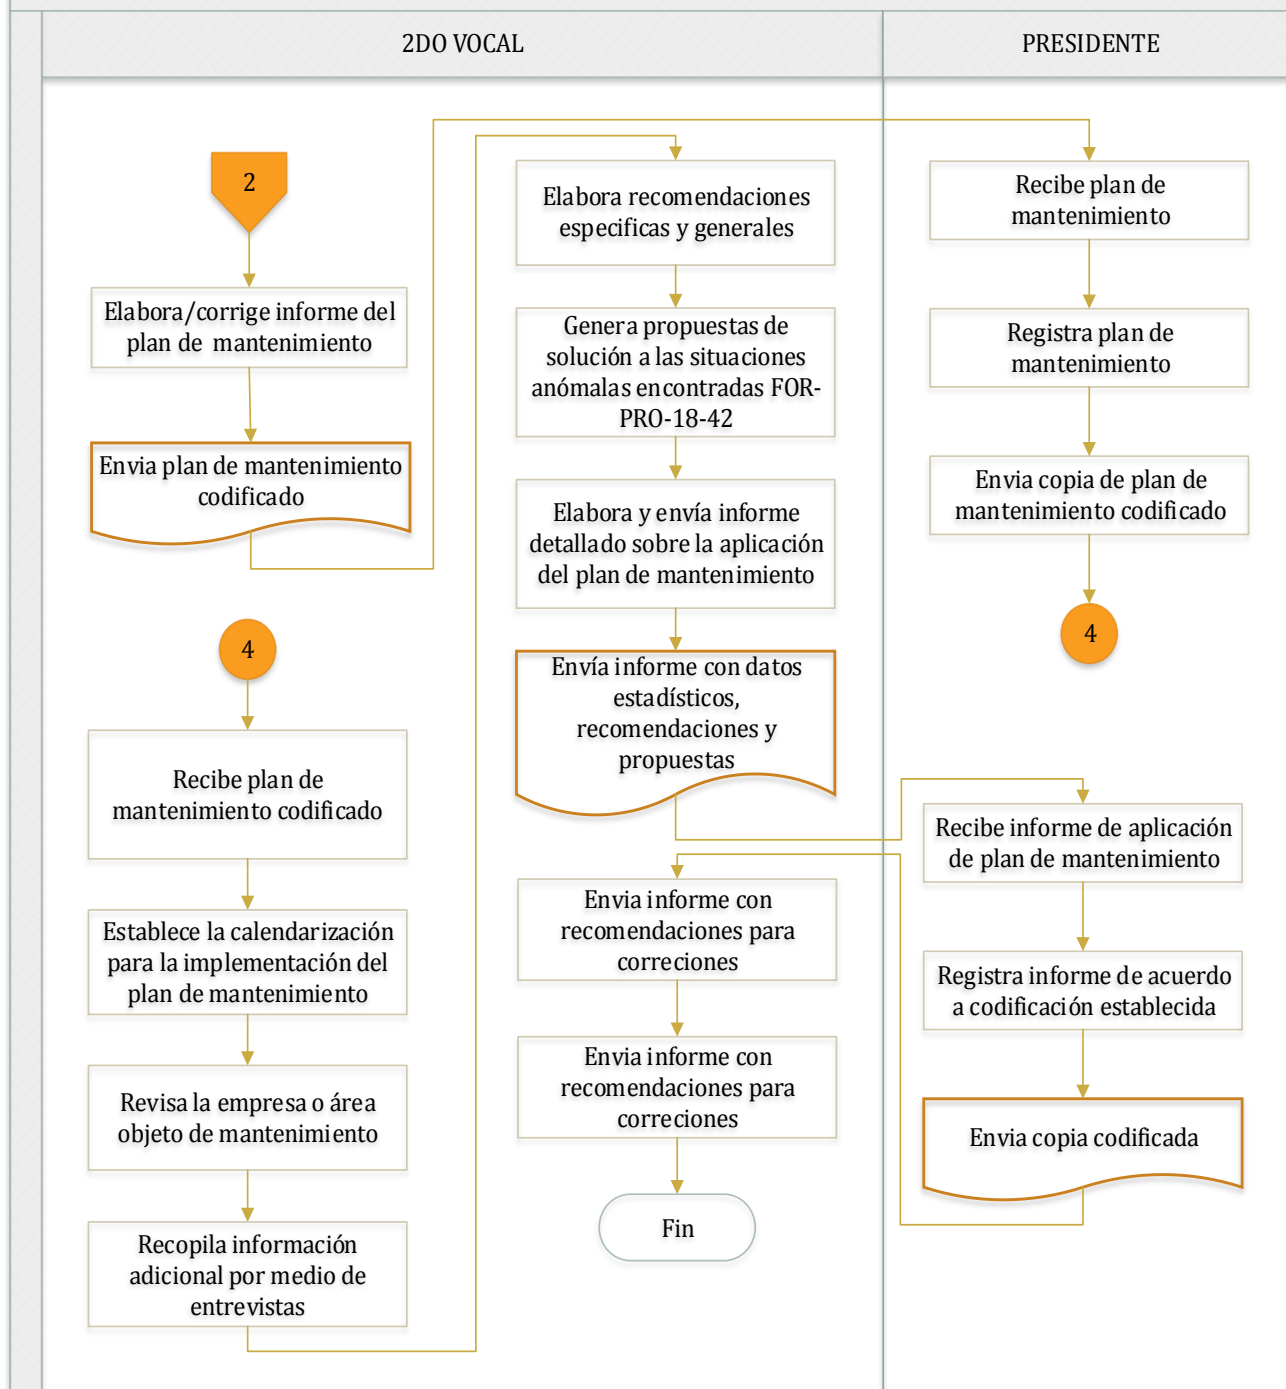 2DO VOCAL
PRESIDENTE
2
Elabora/corrige informe del
plan de mantenimiento
Envia plan de mantenimiento
codificado
4
Recibe plan de
mantenimiento codificado
Establece la calendarización
para la implementación del
plan de mantenimiento
Revisa la empresa o área
objeto de mantenimiento
Recopila información
adicional por medio de
entrevistas
Elabora recomendaciones
especificas y generales
Genera propuestas de
solución a las situaciones
anómalas encontradas FOR-
PRO-18-42
Elabora y envía informe
detallado sobre la aplicación
del plan de mantenimiento
Envía informe con datos
estadísticos,
recomendaciones y
propuestas
Envia informe con
recomendaciones para
correciones
Envia informe con
recomendaciones para
correciones
Fin
Recibe plan de
mantenimiento
Registra plan de
mantenimiento
Envia copia de plan de
mantenimiento codificado
4
Recibe informe de aplicación
de plan de mantenimiento
Registra informe de acuerdo
a codificación establecida
Envia copia codificada